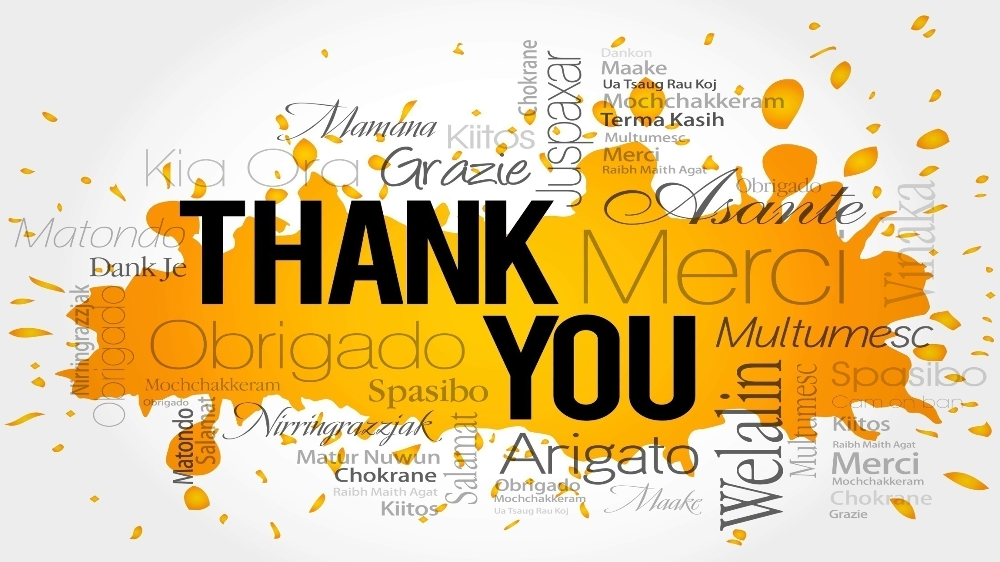 Chokrane
Juspaxar
Dankon
Maake
Ua Tsaug Rau Koj
Mochchakkeram
Terma Kasih
Multumesc
Merci
Raibh Maith Agat
Mamana
Kiitos
Kia Ora
Grazie
Obrigado
Asante
Vinaka
Matondo
Dank Je
THANK
Merci
Nirringrazzjak
Obrigado
Obrigado
YOU
Multumesc
Mochchakkeram
Obrigado
Spasibo
Matondo
Salamat
Nirringrazzjak
Salamat
Matur Nuwun
Chokrane
Raibh Maith Agat
Kiitos
Arigato
Obrigado
Mochchakkeram
Ua Tsaug Rau Koj
Maake
Welalin
Multumesc
Spasibo
Cam on ban
Kiitos
Raibh Maith Agat
Merci
Mochchakkeram
Chokrane
Grazie